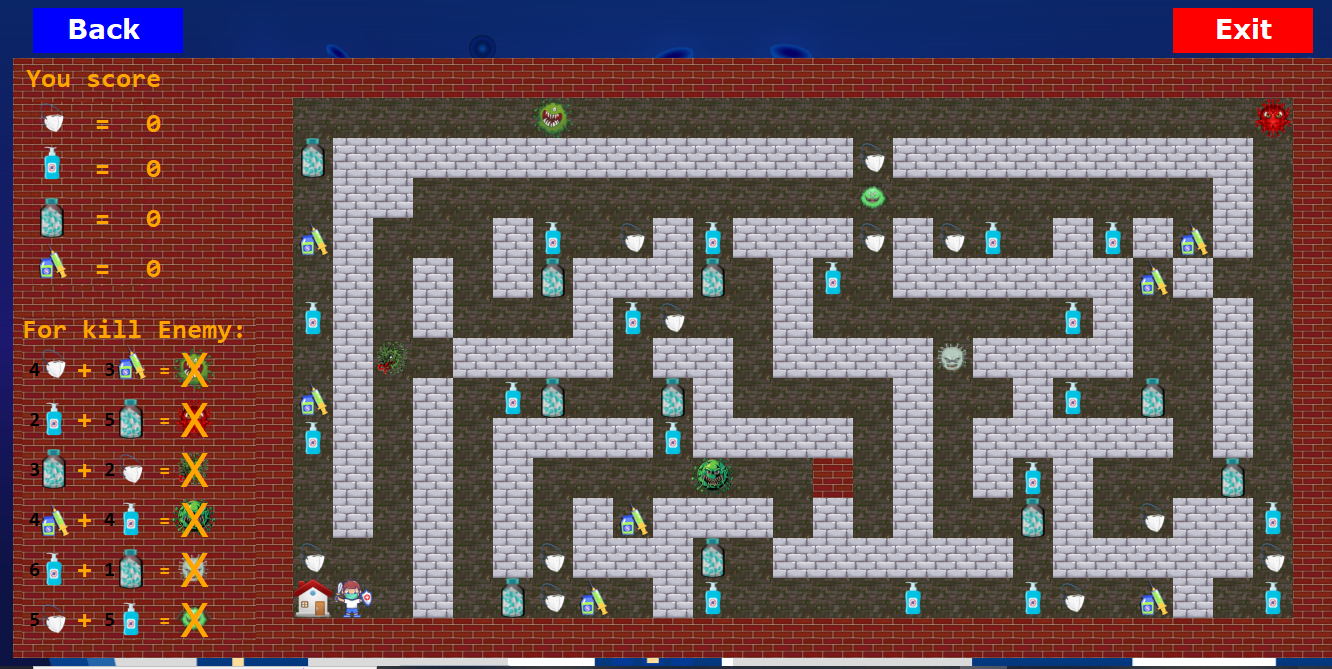 Back
Exit
You score
= 0
= 0
= 0
= 0
For kill Enemy:
4 + 3 =
2 + 5 =
3 + 2 =
4 + 4 =
6 + 1 =
5 + 5 =